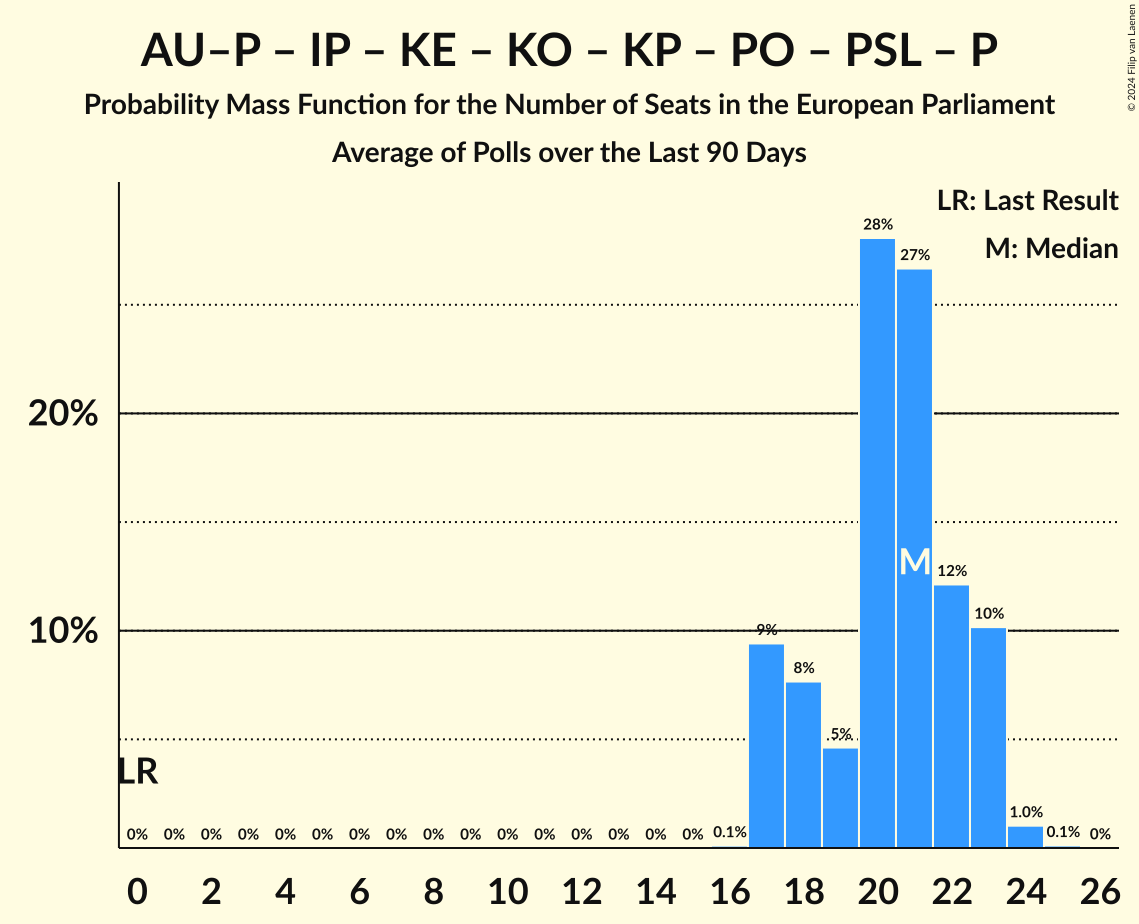 AU–P – IP – KE – KO – KP – PO – PSL – P
Probability Mass Function for the Number of Seats in the European Parliament
Average of Polls over the Last 90 Days
© 2024 Filip van Laenen
LR: Last Result
M: Median
28%
27%
20%
M
12%
10%
10%
9%
8%
5%
LR
0% 0% 0% 0% 0% 0% 0% 0% 0% 0% 0% 0% 0% 0% 0% 0% 0.1% 1.0% 0.1% 0%
0 2 4 6 8 10 12 14 16 18 20 22 24 26